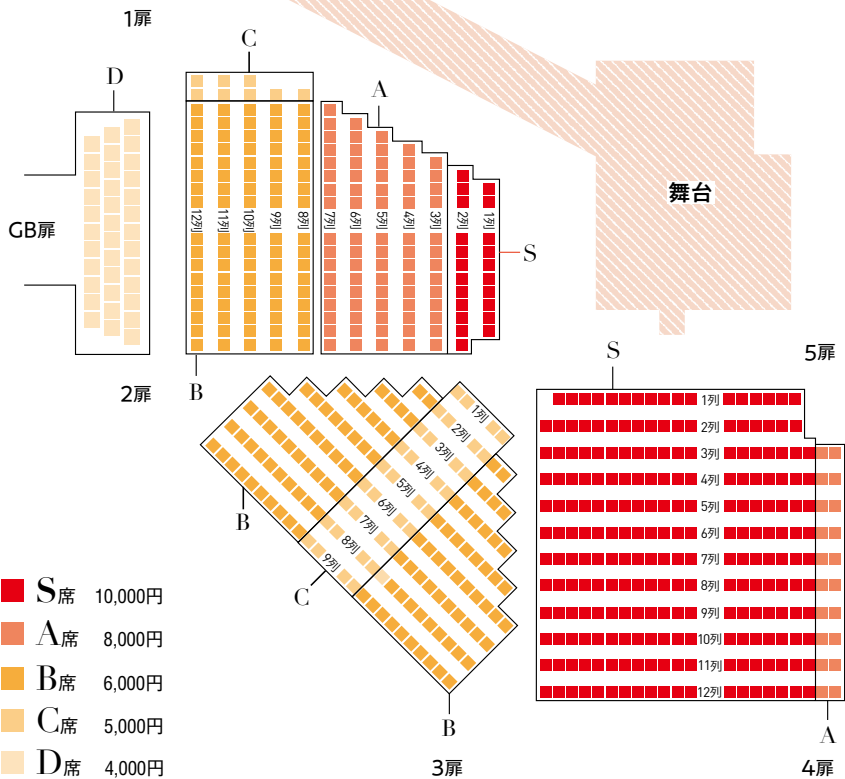 1扉
C
D
A
舞台
12列
11列
10列
9列
8列
7列
6列
5列
4列
3列
2列
1列
GB扉
S
S
5扉
2扉
B
1列
2列
3列
4列
5列
6列
7列
8列
9列
B
C
B
1列
2列
3列
4列
5列
6列
7列
8列
9列
10列
11列
12列
A
S席 10,000円
A席 8,000円
B席 6,000円
C席 5,000円
D席 4,000円
3扉
4扉